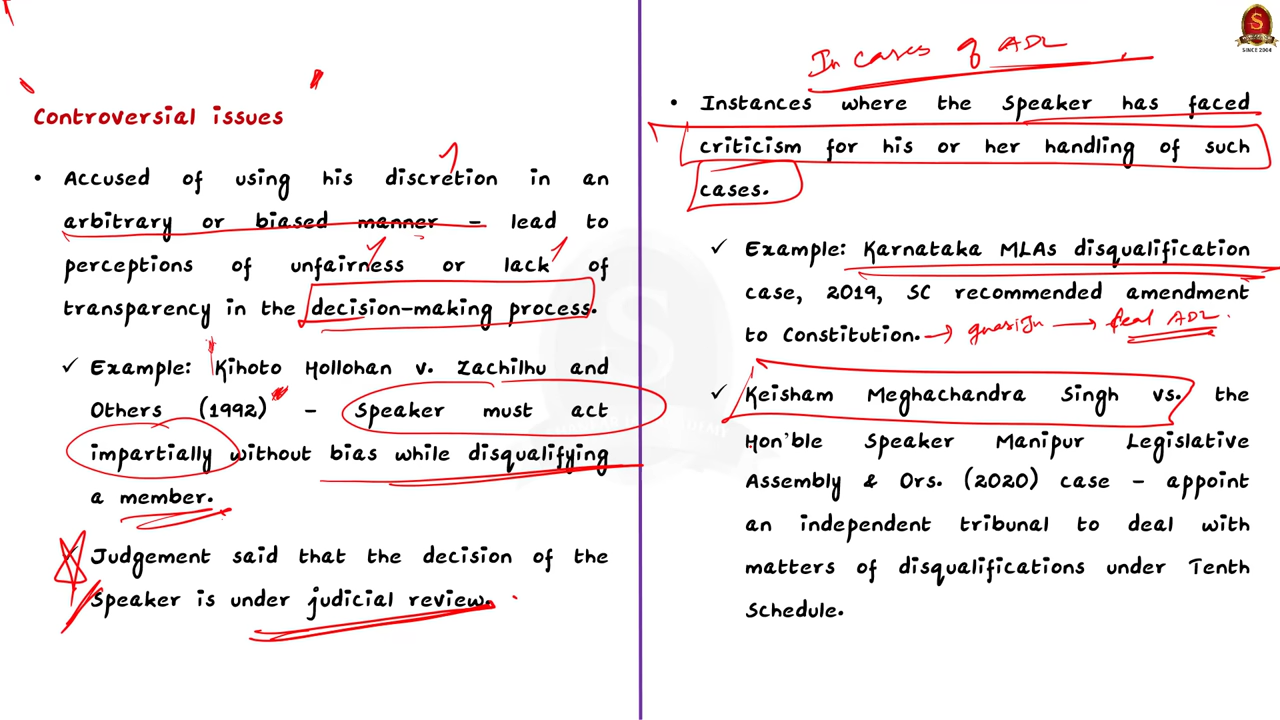 Controversial issues
• Accused of using his discretion in an
arbitrary or biased manner – lead to
perceptions of unfairness or lack of
transparency in the decision-making process.
✓ Example: Kihoto Hollohan v. Zachilhu and
Others (1992) – Speaker must act
impartially without bias while disqualifying
a member.
Judgement said that the decision of the
Speaker is under judicial review.
In cases of ADL
• Instances where the Speaker has faced
criticism for his or her handling of such
cases.
✓ Example: Karnataka MLAs disqualification
case, 2019, SC recommended amendment
to Constitution. → quasi Ju → ADL
✓ Keisham Meghachandra Singh vs. the
Hon'ble Speaker Manipur Legislative
Assembly & Ors. (2020) case – appoint
an independent tribunal to deal with
matters of disqualifications under Tenth
Schedule.
S
SINCE 2004